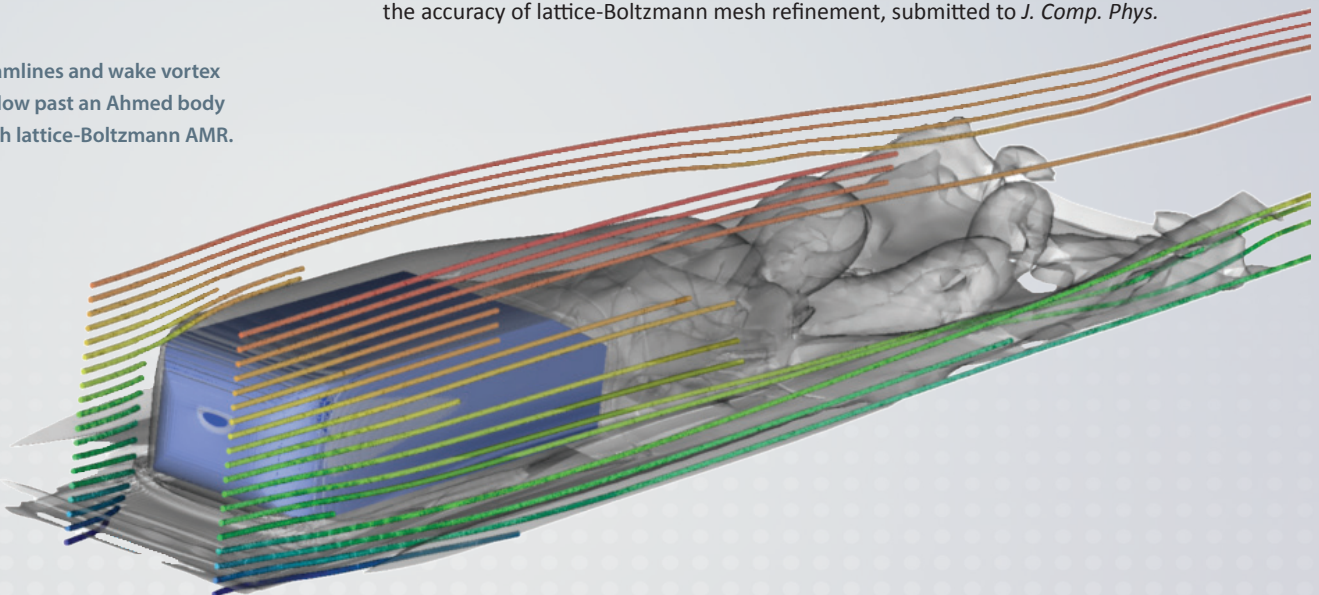 the accuracy of lattice-Boltzmann mesh refinement, submitted to J. Comp. Phys.
amlines and wake vortex
low past an Ahmed body
h lattice-Boltzmann AMR.